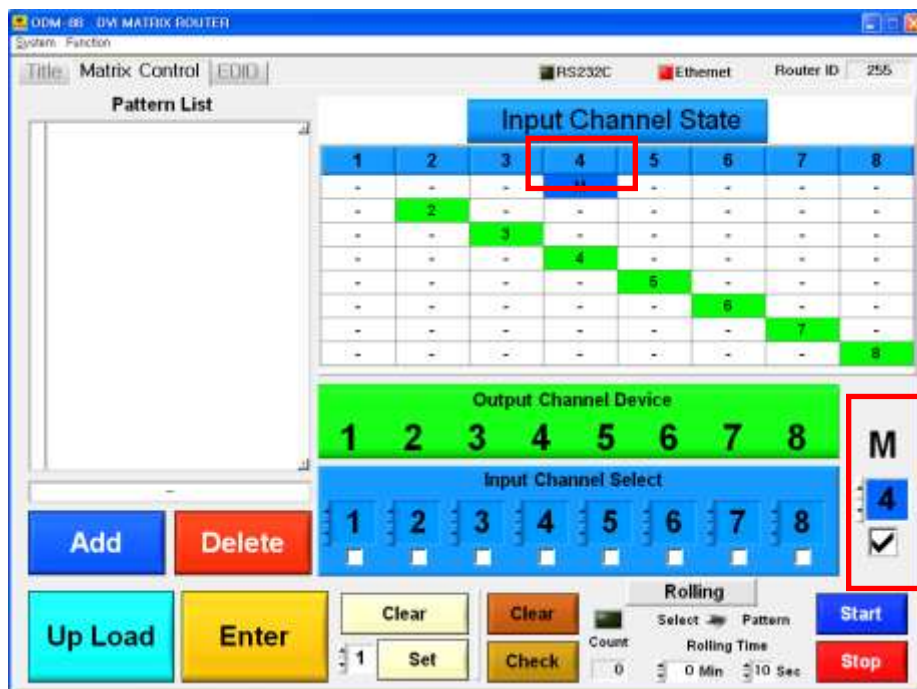 ODM-88 DVI MATRIX ROUTER
System Function
Title Matrix Control EDID RS232C Ethernet Router ID 255
Pattern List
Input Channel State
1 2 3 4 5 6 7 8
- - - M - - - -
- 2 - - - - - -
- - 3 - - - - -
- - - 4 - - - -
- - - - 5 - - -
- - - - - 6 - -
- - - - - - 7 -
- - - - - - - 8
Output Channel Device
1 2 3 4 5 6 7 8 M
Input Channel Select
1 2 3 4 5 6 7 8 4
-
Add Delete
Up Load Enter
Clear
1 Set
Clear
Check
Count
0
Rolling
Select Pattern
Rolling Time
0 Min 10 Sec
Start
Stop